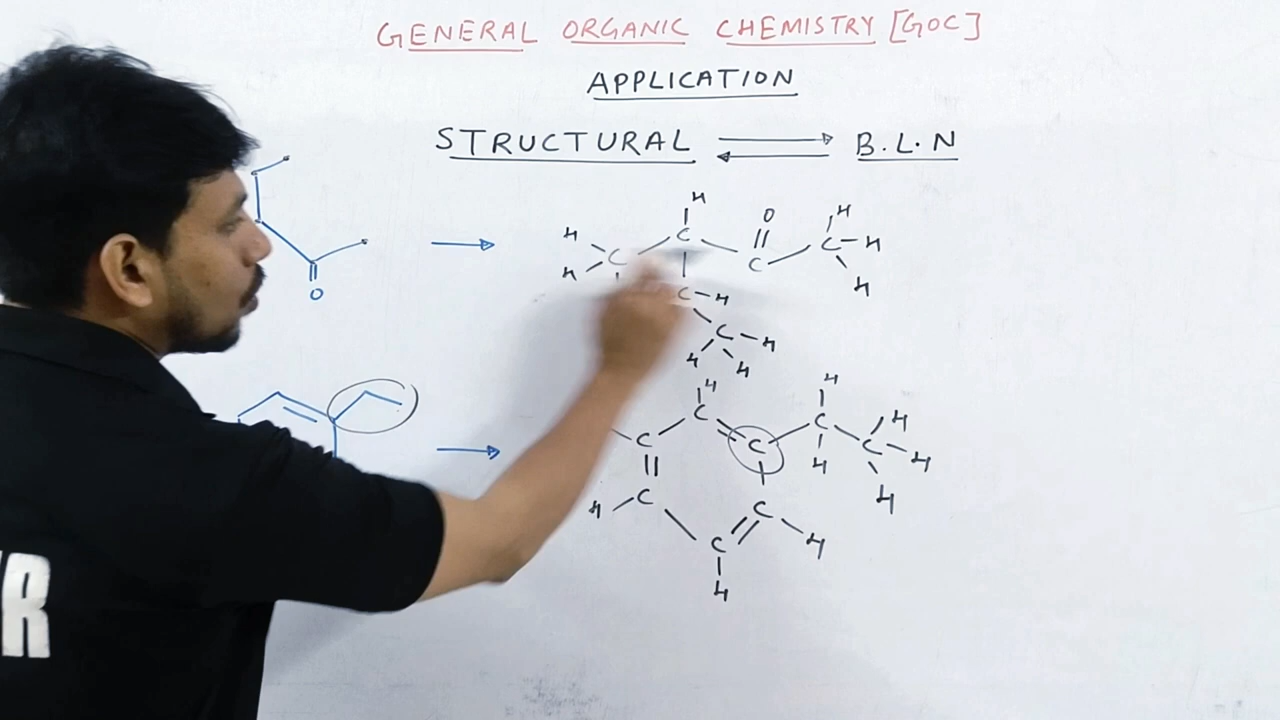 GENERAL ORGANIC CHEMISTRY [GOC]
APPLICATION
STRUCTURAL ⇌ B.L.N
H
H O H
C C H
H C C
H H
O C H
C H
H H
H
H H
C C H
C C H
C H H
H C
C H
H
R